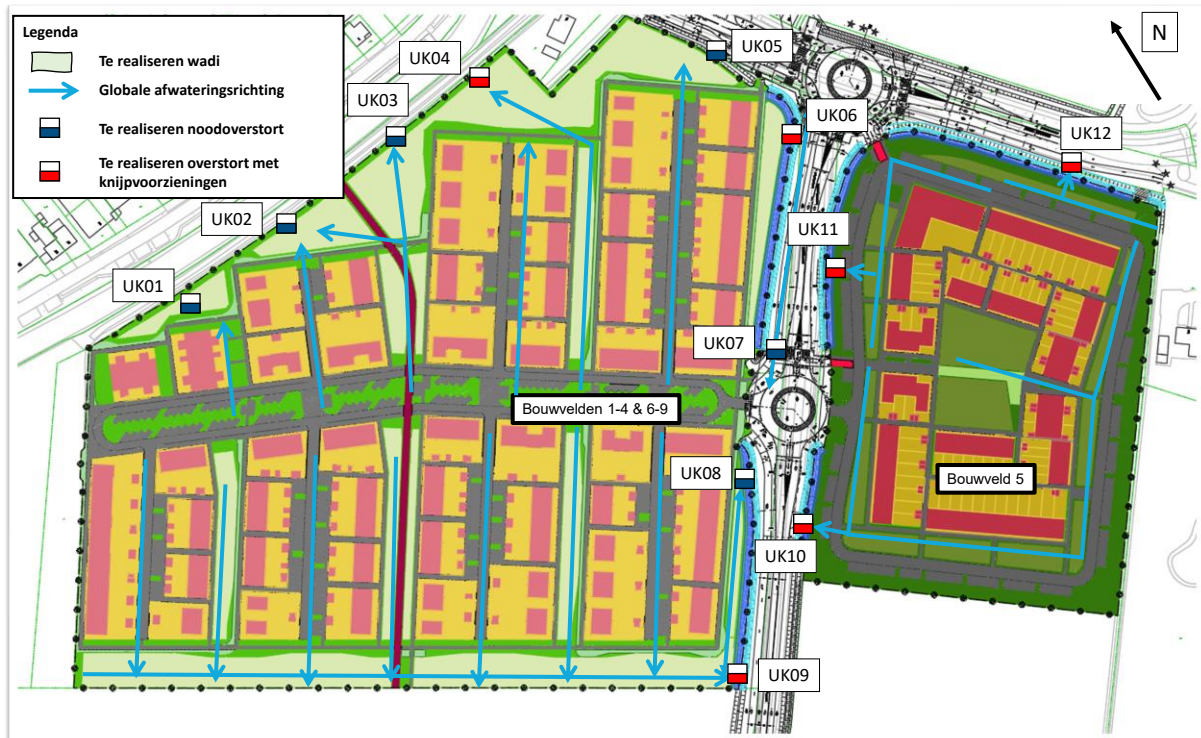 Legenda
Te realiseren wadi
Globale afwateringsrichting
Te realiseren noodoverstort
Te realiseren overstort met
knijpvoorzieningen
N
UK05
UK04
UK03
UK06
UK12
UK02
UK11
UK01
UK07
Bouwvelden 1-4 & 6-9
UK08
Bouwveld 5
UK10
UK09